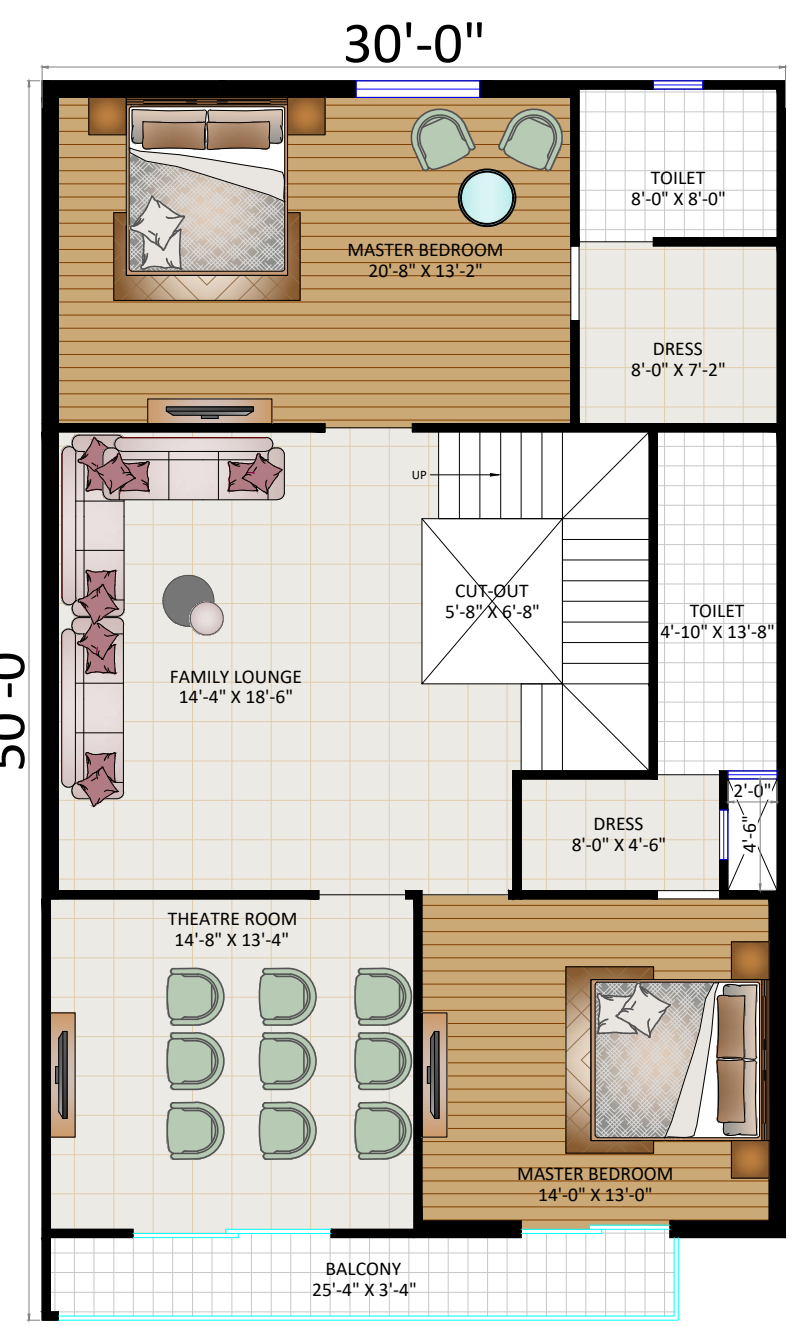 30'-0"
TOILET
8'-0" X 8'-0"
MASTER BEDROOM
20'-8" X 13'-2"
DRESS
8'-0" X 7'-2"
UP
CUT-OUT
5'-8" X 6'-8"
TOILET
4'-10" X 13'-8"
50'-0
FAMILY LOUNGE
14'-4" X 18'-6"
2'-0"
4'-6"
DRESS
8'-0" X 4'-6"
THEATRE ROOM
14'-8" X 13'-4"
MASTER BEDROOM
14'-0" X 13'-0"
BALCONY
25'-4" X 3'-4"